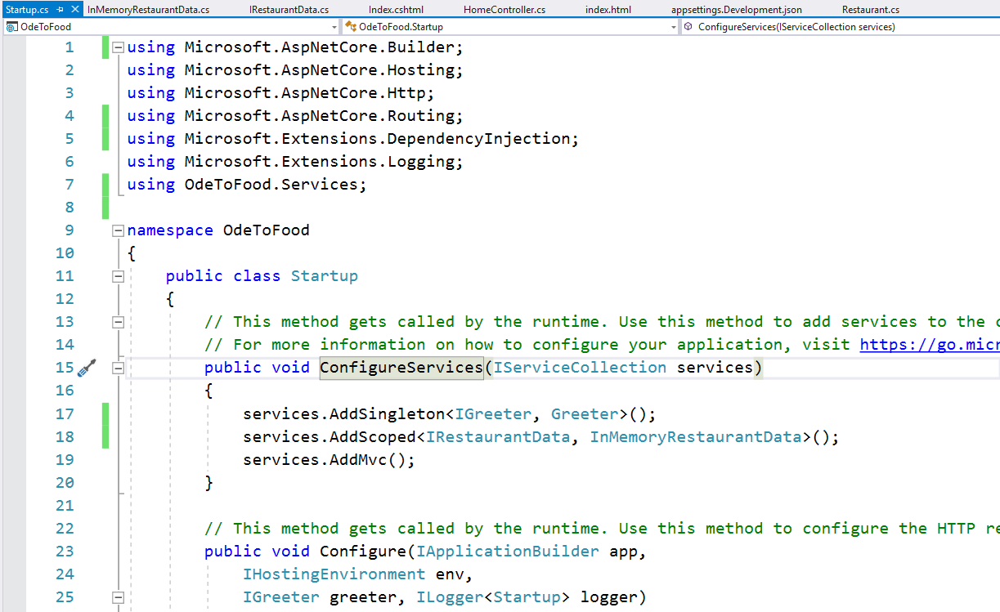 Startup.cs InMemoryRestaurantData.cs IRestaurantData.cs Index.cshtml HomeController.cs index.html appsettings.Development.json Restaurant.cs
OdeToFood OdeToFood.Startup ConfigureServices(IServiceCollection services)
1 using Microsoft.AspNetCore.Builder;
2 using Microsoft.AspNetCore.Hosting;
3 using Microsoft.AspNetCore.Http;
4 using Microsoft.AspNetCore.Routing;
5 using Microsoft.Extensions.DependencyInjection;
6 using Microsoft.Extensions.Logging;
7 using OdeToFood.Services;
8
9 namespace OdeToFood
10 {
11 public class Startup
12 {
13 // This method gets called by the runtime. Use this method to add services to the
14 // For more information on how to configure your application, visit https://go.micr
15 public void ConfigureServices(IServiceCollection services)
16 {
17 services.AddSingleton<IGreeter, Greeter>();
18 services.AddScoped<IRestaurantData, InMemoryRestaurantData>();
19 services.AddMvc();
20 }
21
22 // This method gets called by the runtime. Use this method to configure the HTTP re
23 public void Configure(IApplicationBuilder app,
24 IHostingEnvironment env,
25 IGreeter greeter, ILogger<Startup> logger)